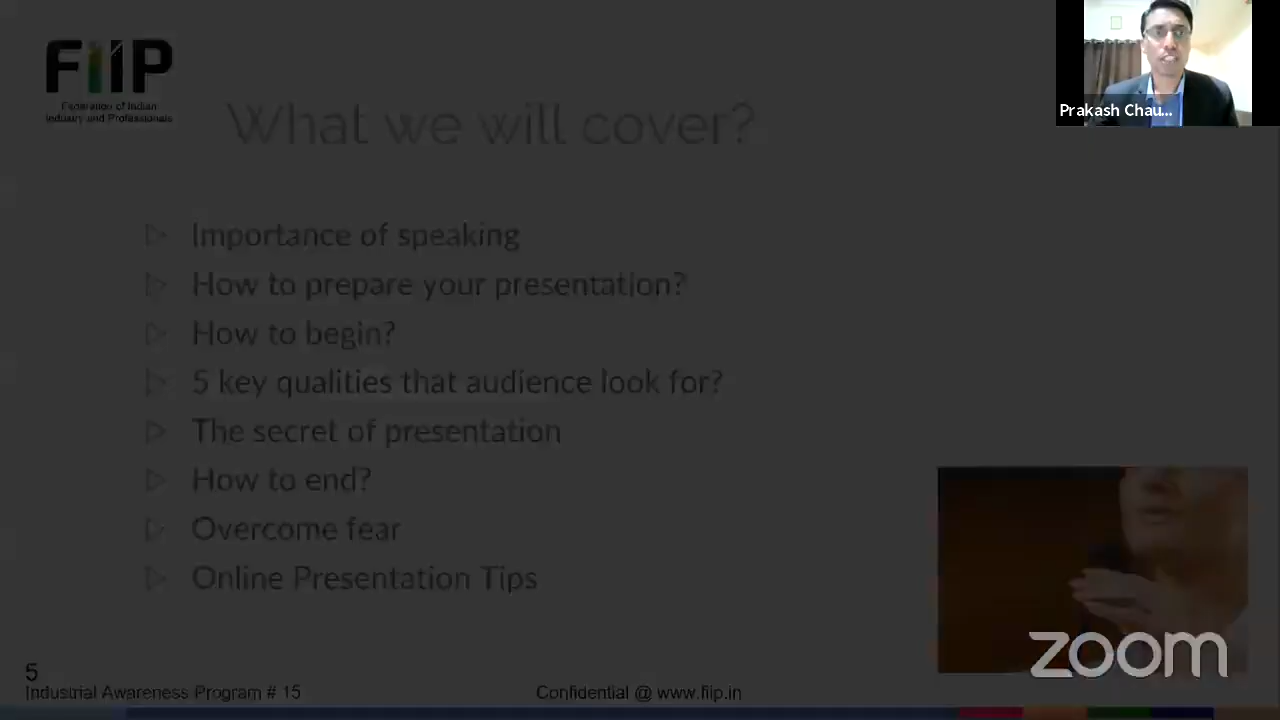 FiiP
Federation of Indian
Industry and Professionals
Prakash Chau...
What we will cover?
Importance of speaking
How to prepare your presentation?
How to begin?
5 key qualities that audience look for?
The secret of presentation
How to end?
Overcome fear
Online Presentation Tips
zoom
5
Industrial Awareness Program # 15
Confidential @ www.fiip.in